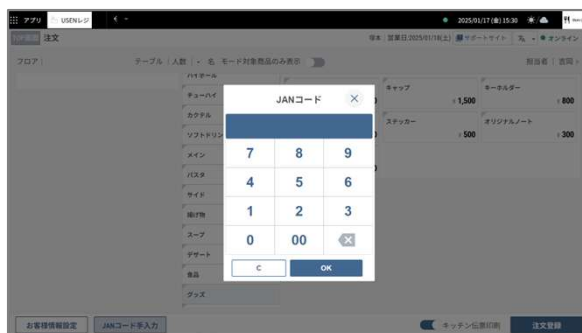 アプリ USENレジ 2025/01/17(金) 15:30
注文 端末 営業日:2025/01/18(土) サポートサイト オンライン
フロア テーブル 人数 - 名 モード対象商品のみ表示 担当者
ハイボール
チューハイ
カクテル
ソフトドリンク
メイン
パスタ
サイド
揚げ物
スープ
デザート
食品
グッズ
キャップ
1,500
キーホルダー
800
ステッカー
500
オリジナルノート
300
JANコード
7 8 9
4 5 6
1 2 3
0 00
C OK
お客様情報設定 JANコード手入力 キッチン伝票印刷 注文登録